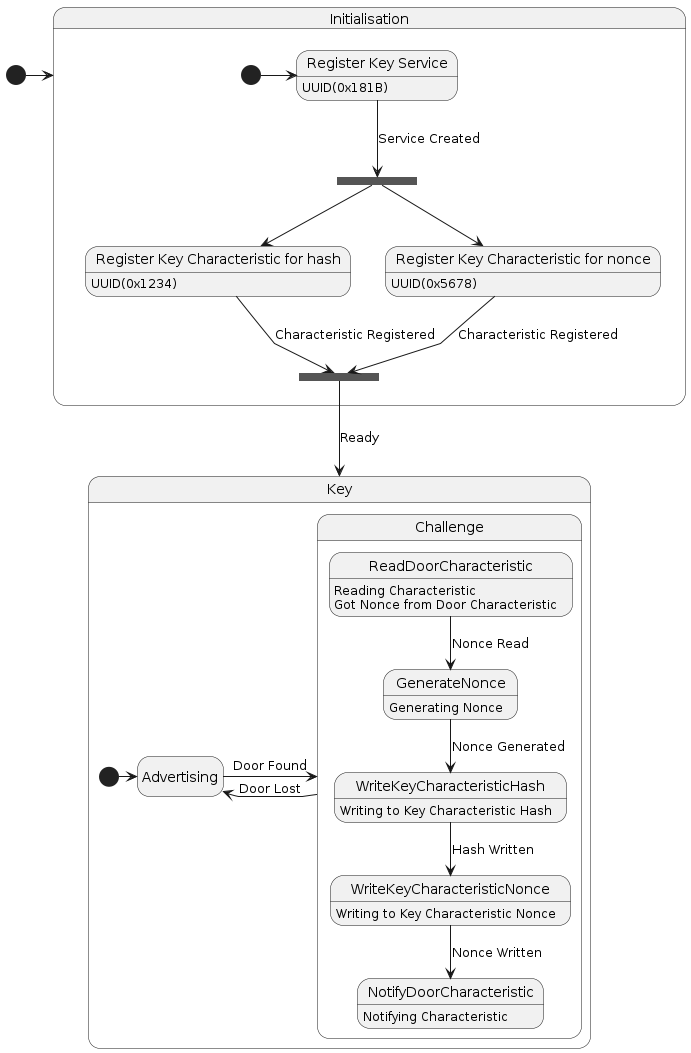 Initialisation
Register Key Service
UUID(0x181B)
Service Created
Register Key Characteristic for hash
UUID(0x1234)
Register Key Characteristic for nonce
UUID(0x5678)
Characteristic Registered
Characteristic Registered
Ready
Key
Challenge
ReadDoorCharacteristic
Reading Characteristic
Got Nonce from Door Characteristic
Nonce Read
GenerateNonce
Generating Nonce
Nonce Generated
Advertising
Door Found
Door Lost
WriteKeyCharacteristicHash
Writing to Key Characteristic Hash
Hash Written
WriteKeyCharacteristicNonce
Writing to Key Characteristic Nonce
Nonce Written
NotifyDoorCharacteristic
Notifying Characteristic